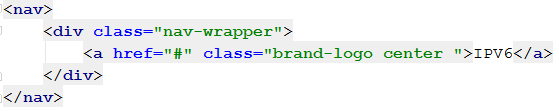 <nav>
<div class="nav-wrapper">
<a href="#" class="brand-logo center ">IPV6</a>
</div>
</nav>